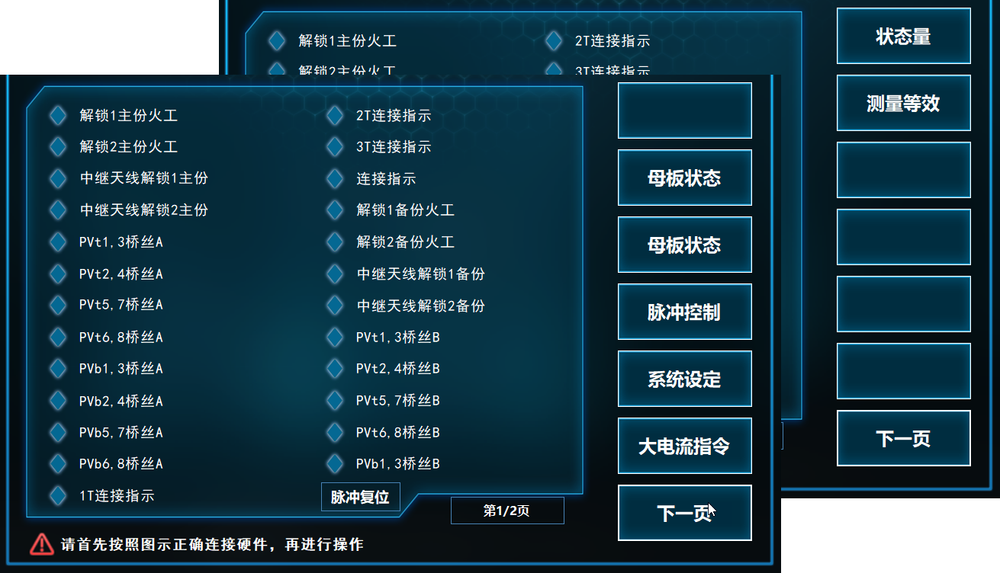 解锁1主份火工
2T连接指示
解锁2主份火工
3T连接指示
状态量
测量等效
下一页
解锁1主份火工
解锁2主份火工
中继天线解锁1主份
中继天线解锁2主份
PVt1,3桥丝A
PVt2,4桥丝A
PVt5,7桥丝A
PVt6,8桥丝A
PVb1,3桥丝A
PVb2,4桥丝A
PVb5,7桥丝A
PVb6,8桥丝A
1T连接指示
2T连接指示
3T连接指示
连接指示
解锁1备份火工
解锁2备份火工
中继天线解锁1备份
中继天线解锁2备份
PVt1,3桥丝B
PVt2,4桥丝B
PVt5,7桥丝B
PVt6,8桥丝B
PVb1,3桥丝B
脉冲复位
第1/2页
母板状态
母板状态
脉冲控制
系统设定
大电流指令
下一页
请首先按照图示正确连接硬件，再进行操作